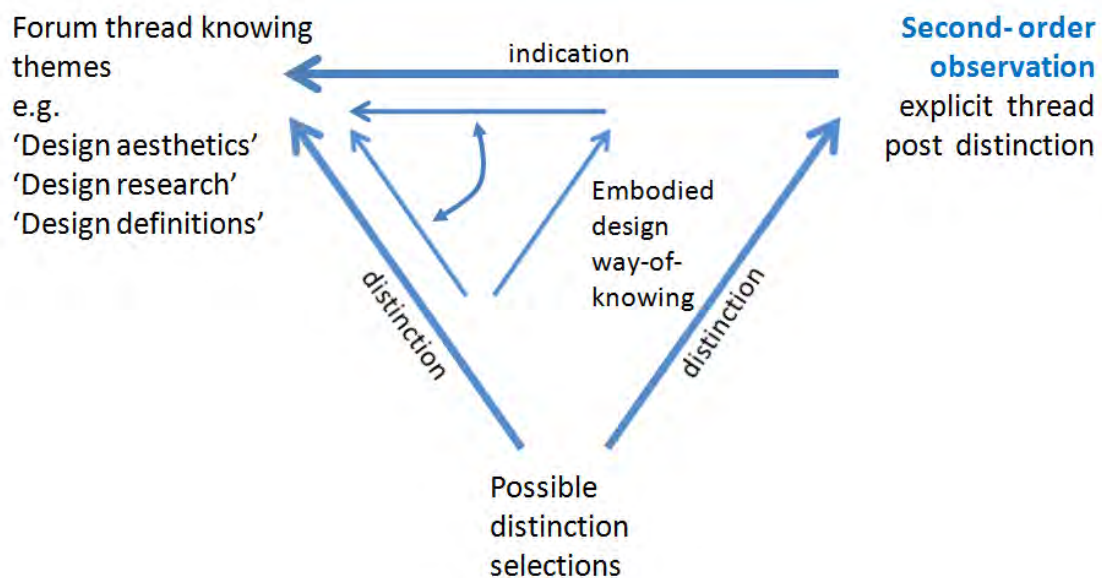 Forum thread knowing
themes
e.g.
‘Design aesthetics’
‘Design research’
‘Design definitions’
indication
Second- order
observation
explicit thread
post distinction
Embodied
design
way-of-
knowing
distinction
distinction
Possible
distinction
selections